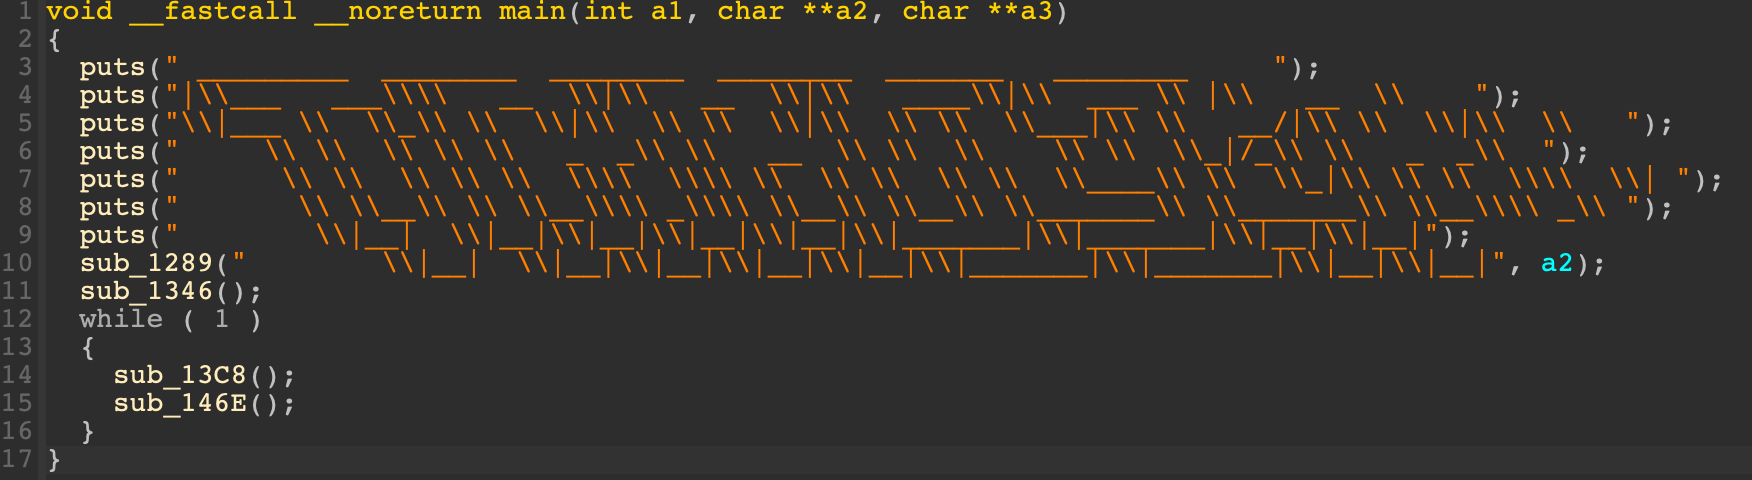 1 void __fastcall __noreturn main(int a1, char **a2, char **a3)
2 {
3   puts(" _________  ________  ________  ________  _______   ________     ");
4   puts("|\\___   ___\\\\   __  \\|\\   __  \\|\\   ____\\|\\  ___ \\ |\\   __  \\    ");
5   puts("\\|___ \\  \\_\\ \\  \\|\\  \\ \\  \\|\\  \\ \\  \\___|\\ \\   __/|\\ \\  \\|\\  \\   ");
6   puts("     \\ \\  \\ \\ \\   _  _\\ \\   __  \\ \\  \\    \\ \\  \\_|/_\\ \\   _  _\\  ");
7   puts("      \\ \\  \\ \\ \\  \\\\  \\\\ \\  \\ \\  \\ \\  \\____\\ \\  \\_|\\ \\ \\  \\\\  \\| ");
8   puts("       \\ \\__\\ \\ \\__\\\\ _\\\\ \\__\\ \\__\\ \\_______\\ \\_______\\ \\__\\\\ _\\ ");
9   puts("        \\|__|  \\|__|\\|__|\\|__|\\|__|\\|_______|\\|_______|\\|__|\\|__|");
10   sub_1289("        \\|__|  \\|__|\\|__|\\|__|\\|__|\\|_______|\\|_______|\\|__|\\|__|", a2);
11   sub_1346();
12   while ( 1 )
13   {
14     sub_13C8();
15     sub_146E();
16   }
17 }